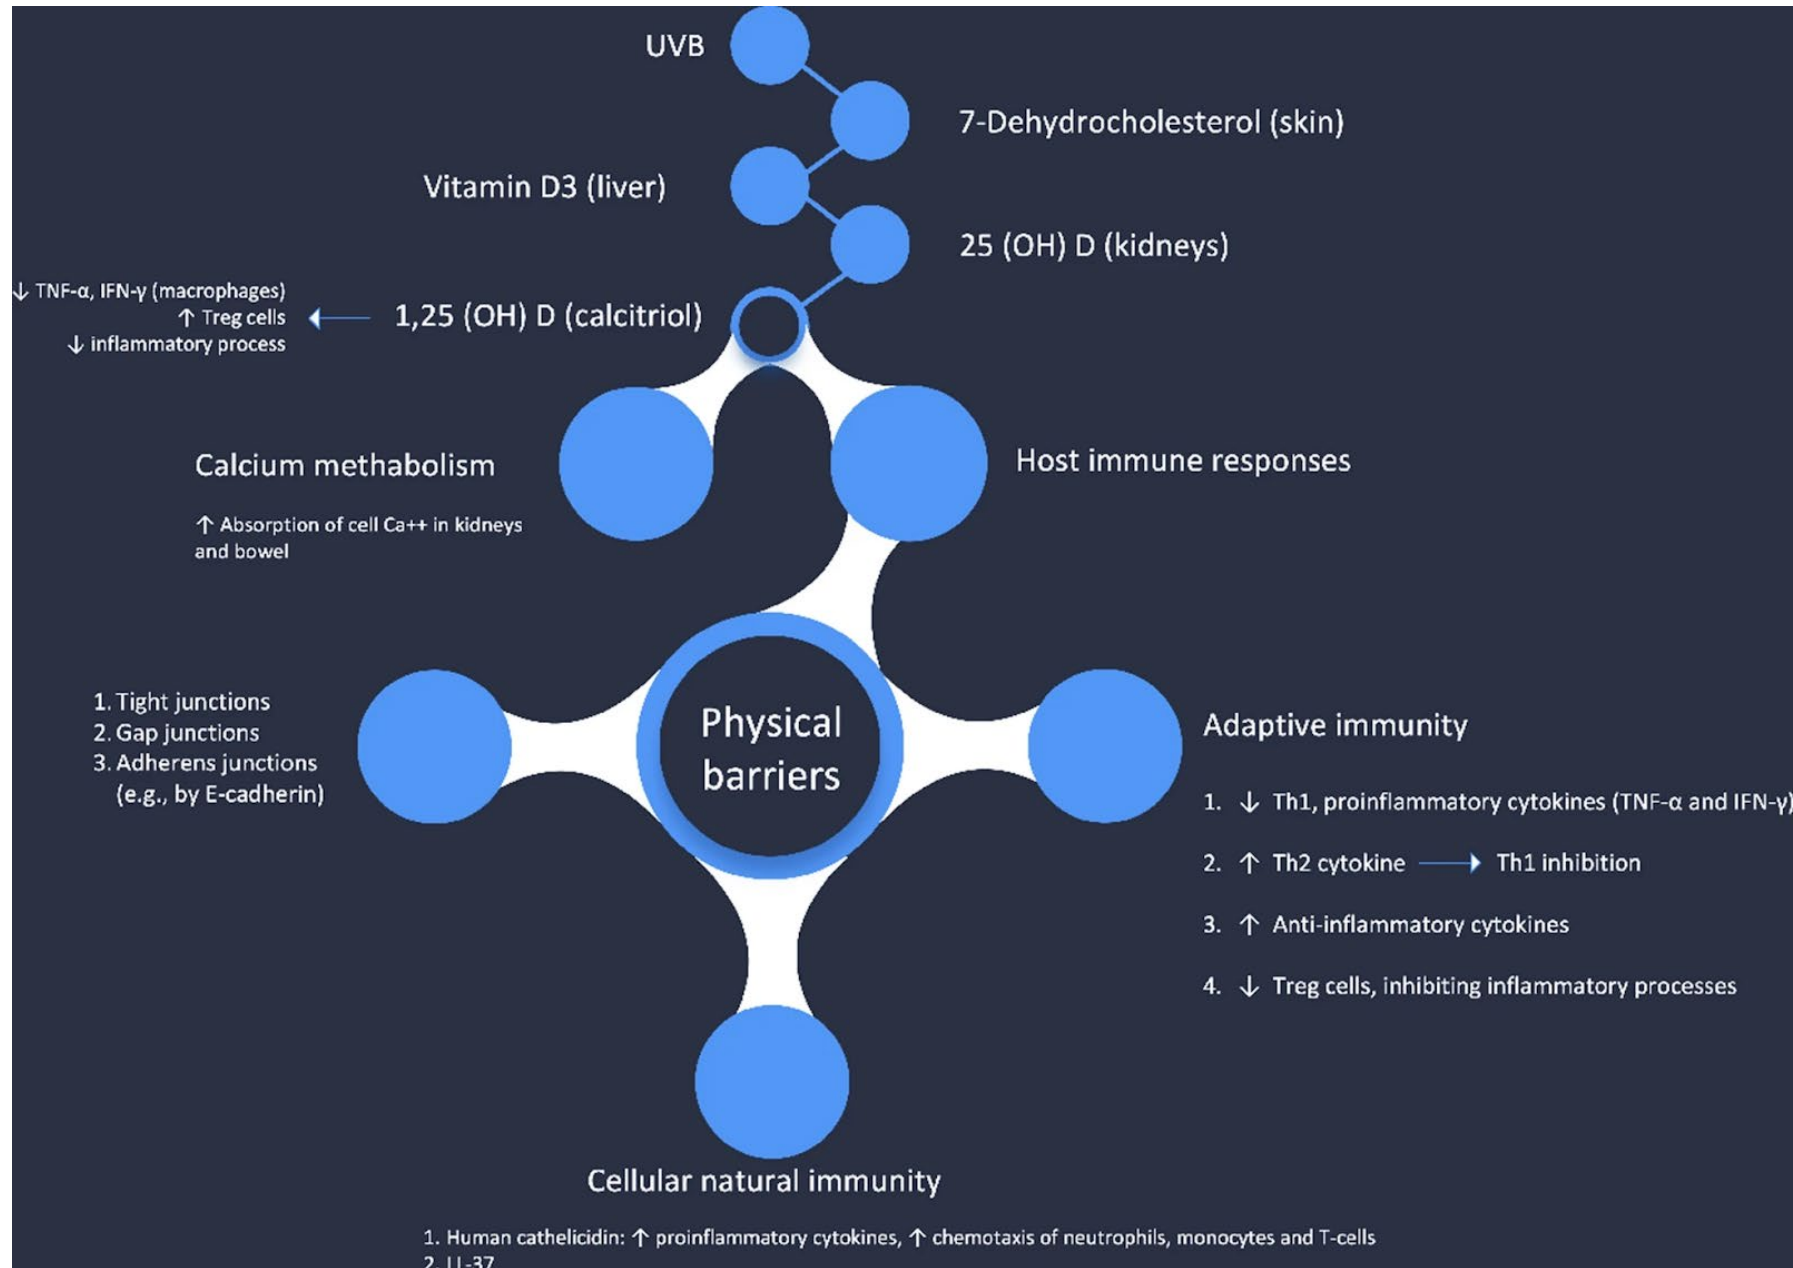 UVB
7-Dehydrocholesterol (skin)
Vitamin D3 (liver)
25 (OH) D (kidneys)
↓ TNF-α, IFN-γ (macrophages)
↑ Treg cells
↓ inflammatory process
1,25 (OH) D (calcitriol)
Calcium methabolism
↑ Absorption of cell Ca++ in kidneys
and bowel
Host immune responses
1. Tight junctions
2. Gap junctions
3. Adherens junctions
(e.g., by E-cadherin)
Physical
barriers
Adaptive immunity
1. ↓ Th1, proinflammatory cytokines (TNF-α and IFN-γ)
2. ↑ Th2 cytokine → Th1 inhibition
3. ↑ Anti-inflammatory cytokines
4. ↓ Treg cells, inhibiting inflammatory processes
Cellular natural immunity
1. Human cathelicidin: ↑ proinflammatory cytokines, ↑ chemotaxis of neutrophils, monocytes and T-cells
2. LL-37